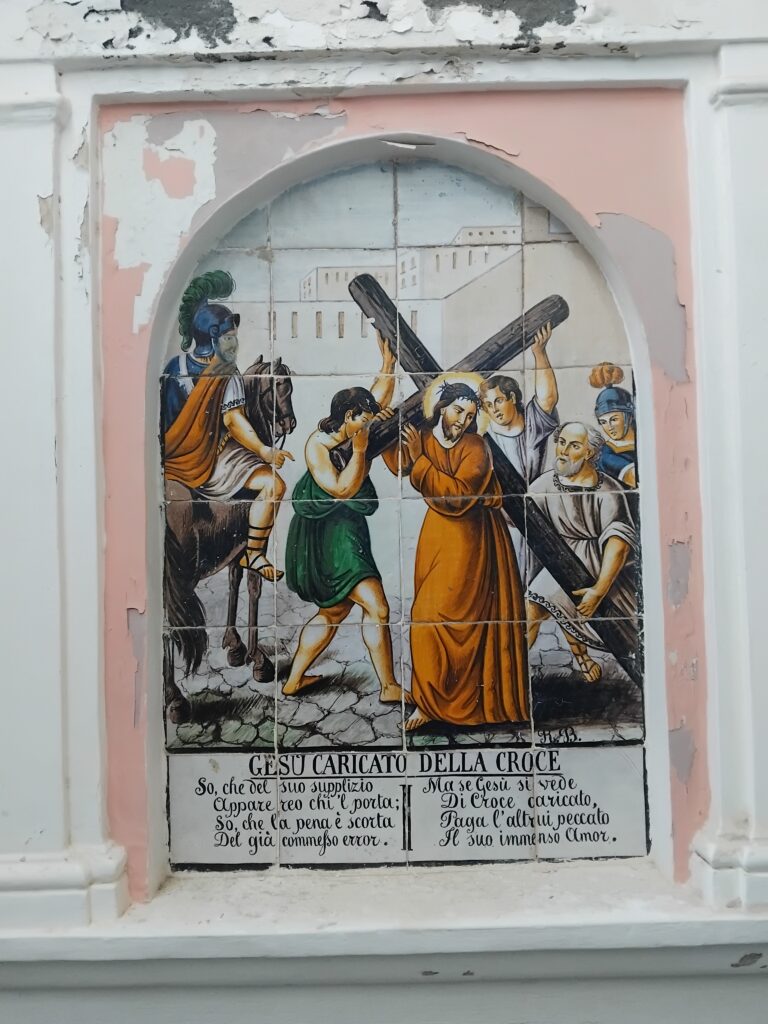 R. B.
GESÙ CARICATO DELLA CROCE
So, che del suo supplizio
Appare reo chi 'l porta;
So, che la pena è scorta
Del già commeſso error.
II
Ma se Gesù si vede
Di Croce caricato,
Paga l'altrui peccato
Il suo immenso Amor.